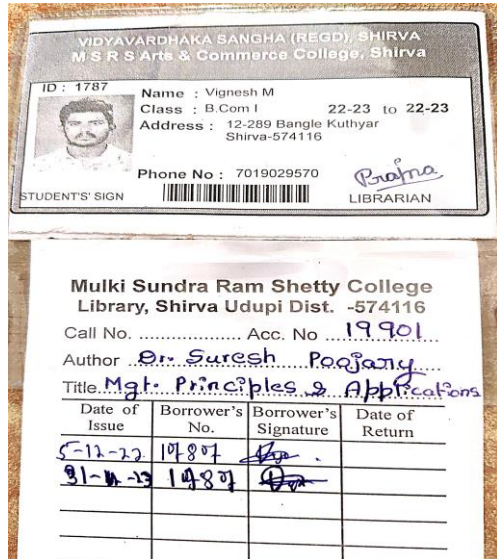 VIDYAVARDHAKA SANGHA (REGD), SHIRVA
M S R S Arts & Commerce College, Shirva
ID : 1787
Name : Vignesh M
Class : B.Com I 22-23 to 22-23
Address : 12-289 Bangle Kuthyar
Shirva-574116
Phone No : 7019029570
Prajna
STUDENT'S' SIGN LIBRARIAN
Mulki Sundra Ram Shetty College
Library, Shirva Udupi Dist. -574116
Call No. .................... Acc. No 19901
Author Dr. Suresh Poojary
Title Mgt. Principles & Applications
Date of Issue Borrower's No. Borrower's Signature Date of Return
5-12-22 1787